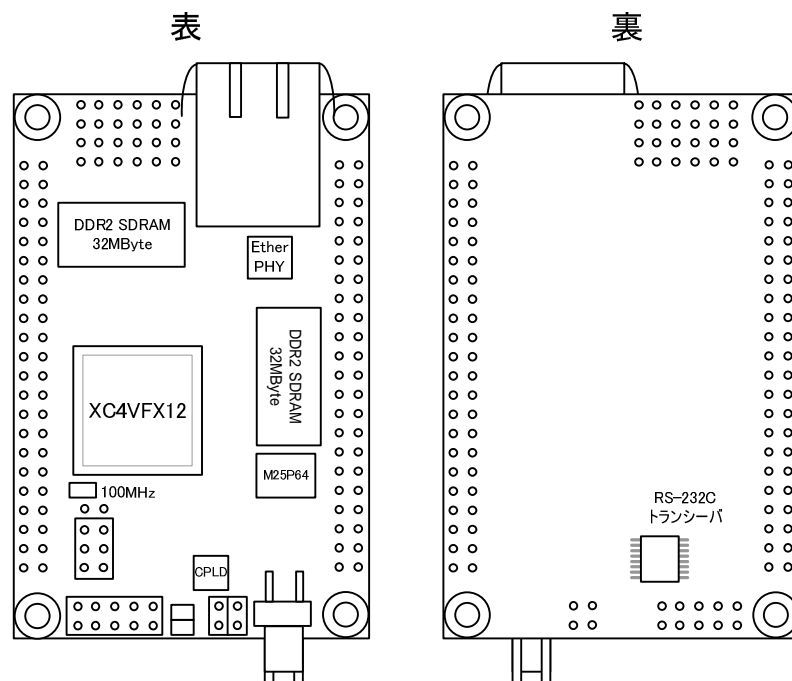 表
裏
DDR2 SDRAM
32MByte
Ether
PHY
DDR2 SDRAM
32MByte
XC4VFX12
M25P64
100MHz
RS-232C
トランシーバ
CPLD